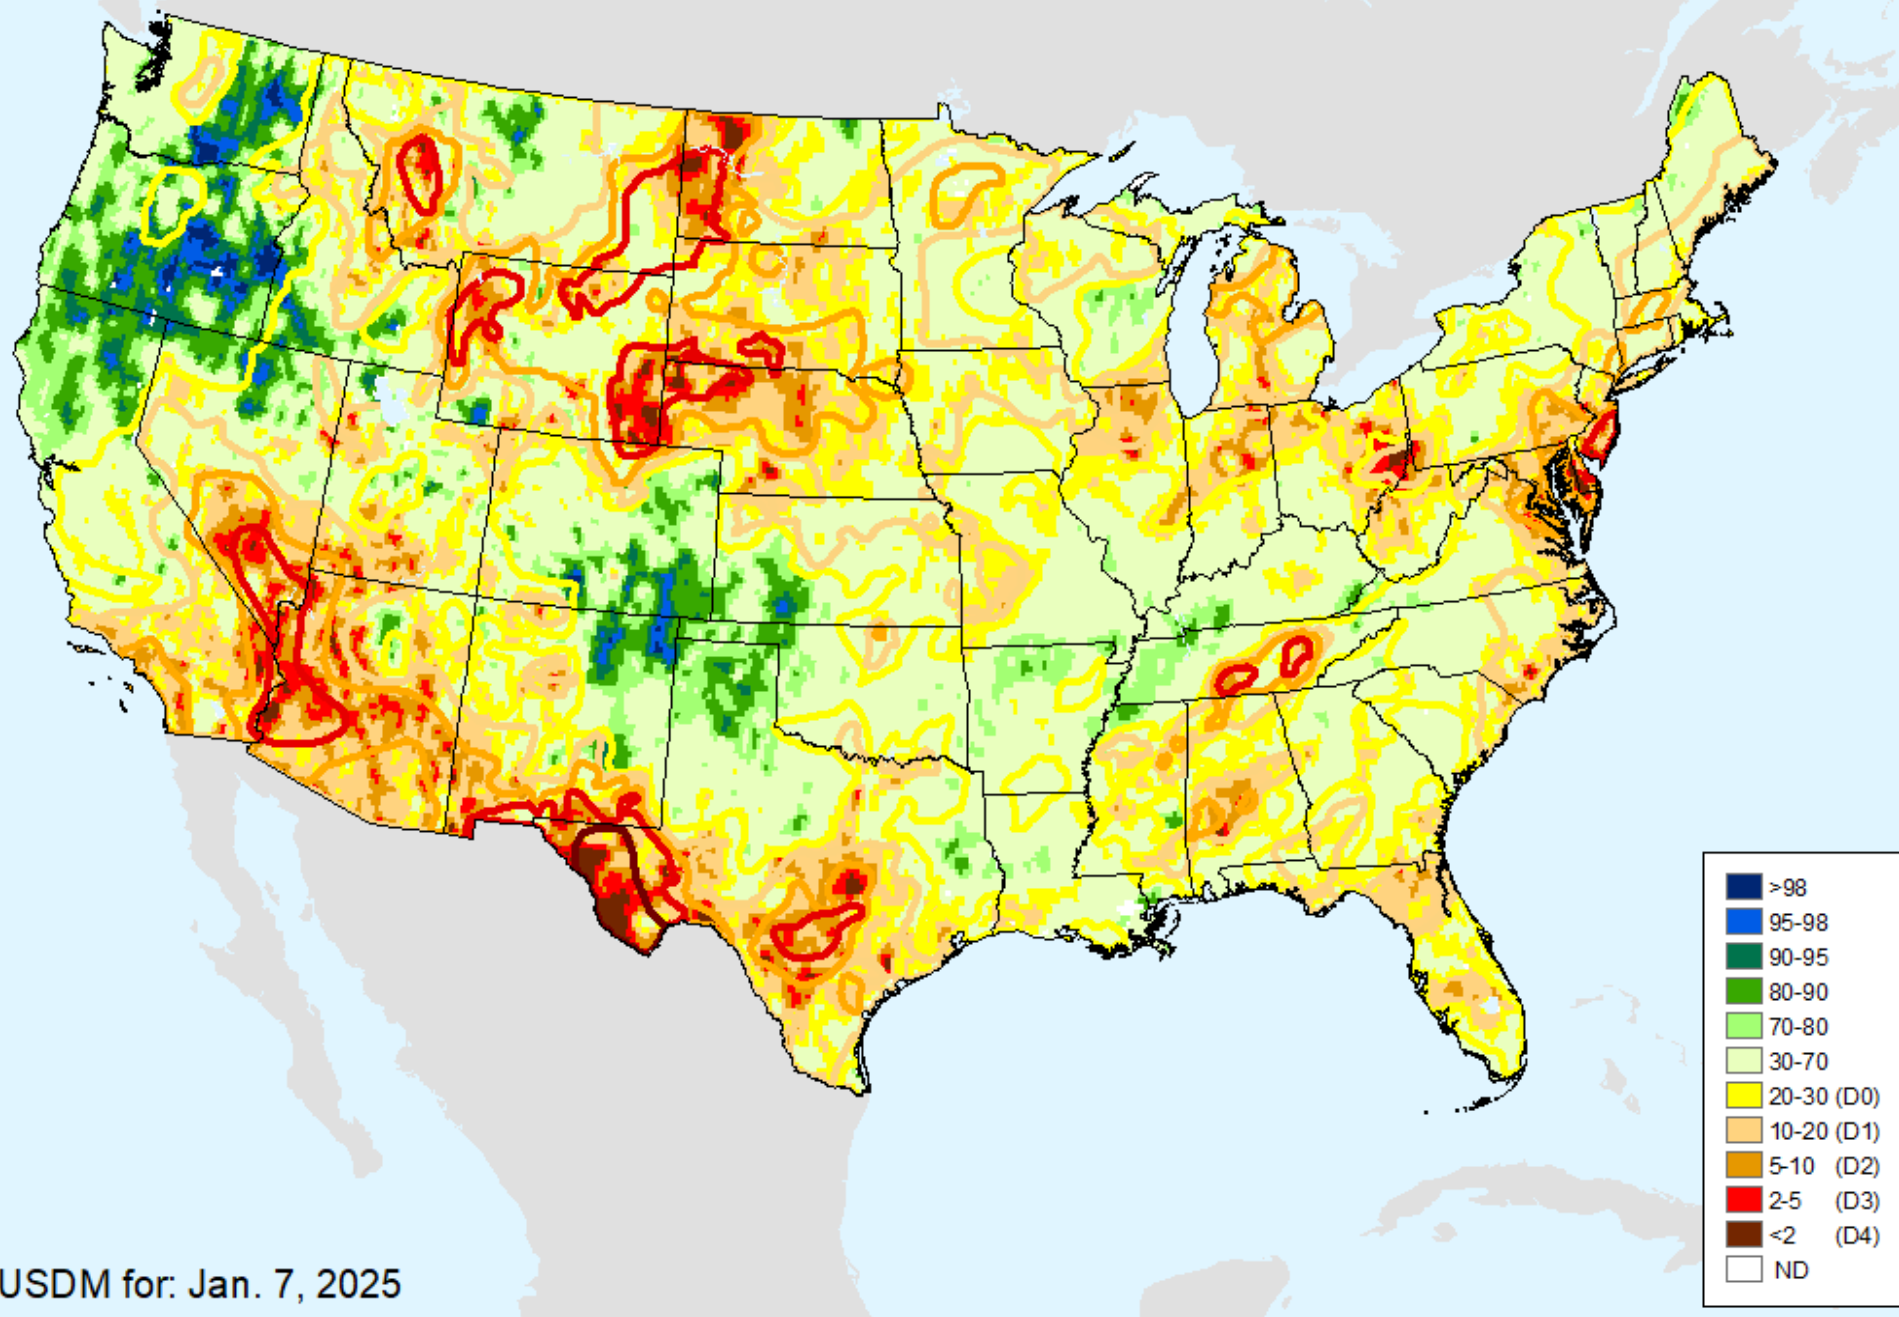 >98
95-98
90-95
80-90
70-80
30-70
20-30 (D0)
10-20 (D1)
5-10 (D2)
2-5 (D3)
<2 (D4)
ND
USDM for: Jan. 7, 2025